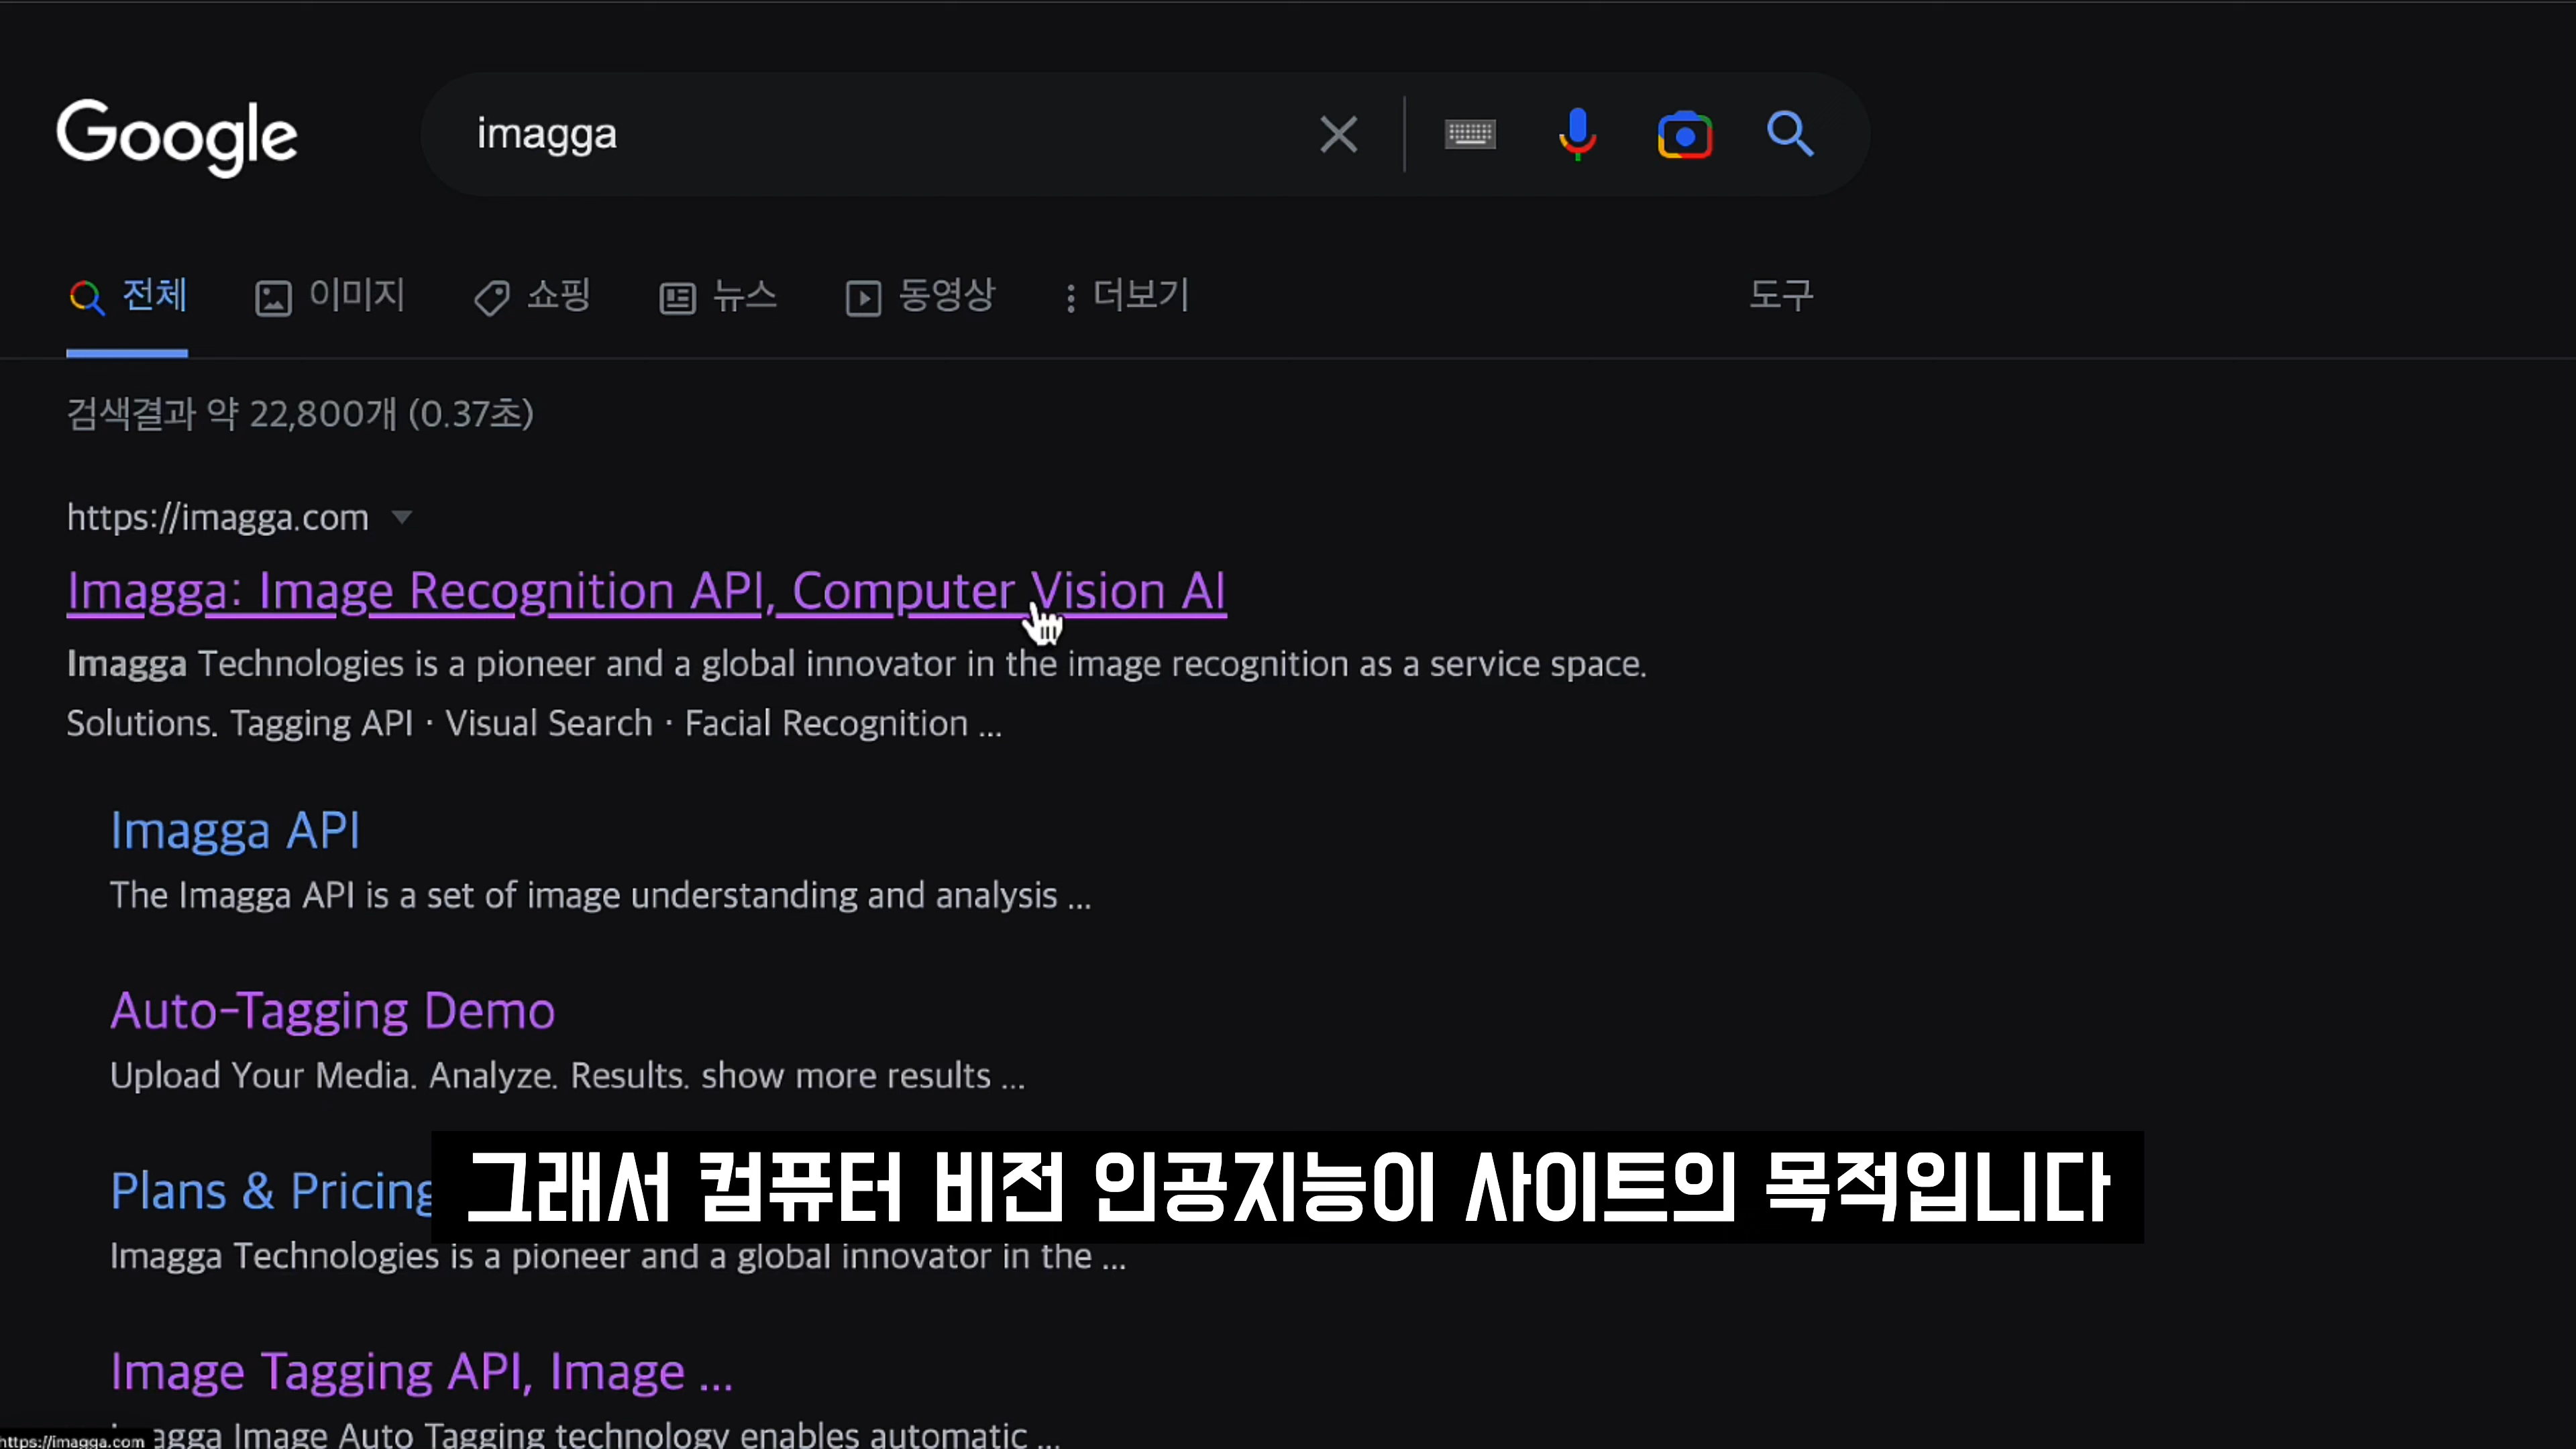 Google
imagga
전체 이미지 쇼핑 뉴스 동영상 더보기 도구
검색결과 약 22,800개 (0.37초)
https://imagga.com
Imagga: Image Recognition API, Computer Vision AI
Imagga Technologies is a pioneer and a global innovator in the image recognition as a service space.
Solutions. Tagging API · Visual Search · Facial Recognition ...
Imagga API
The Imagga API is a set of image understanding and analysis ...
Auto-Tagging Demo
Upload Your Media. Analyze. Results. show more results ...
Plans & Pricing
그래서 컴퓨터 비전 인공지능이 사이트의 목적입니다
Imagga Technologies is a pioneer and a global innovator in the ...
Image Tagging API, Image ...
Imagga Image Auto Tagging technology enables automatic ...
https://imagga.com